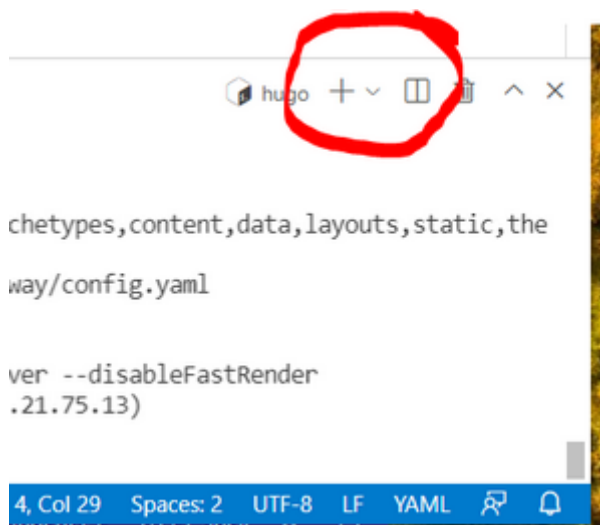 hugo
chetypes,content,data,layouts,static,the
way/config.yaml
ver --disableFastRender
.21.75.13)
4, Col 29 Spaces: 2 UTF-8 LF YAML